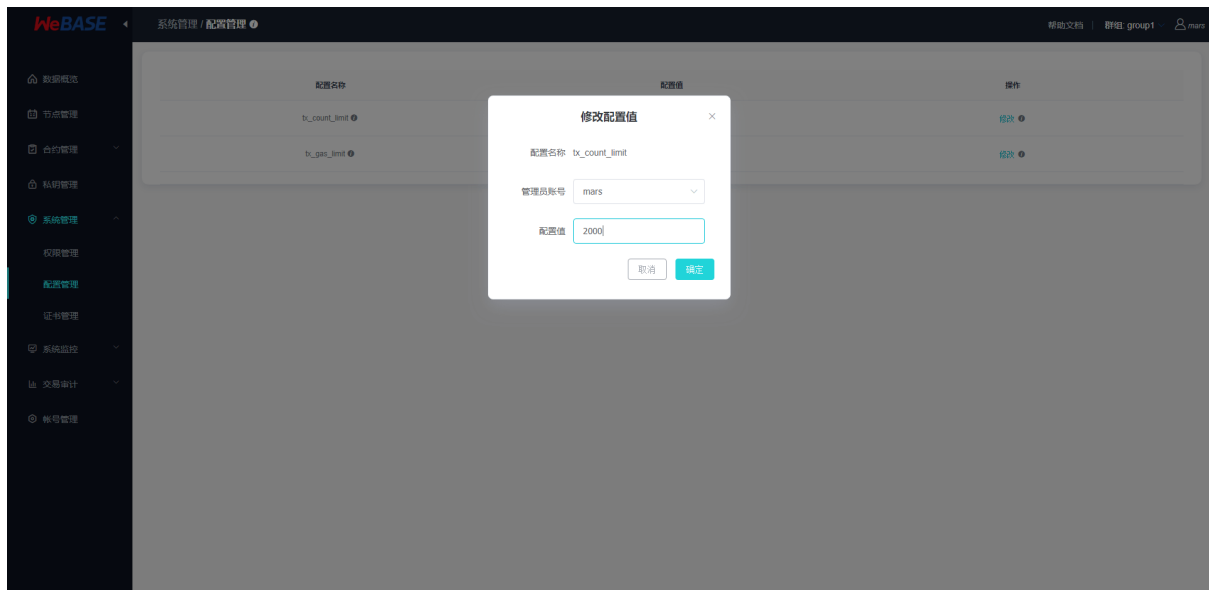 WeBASE
系统管理 / 配置管理
帮助文档
群组: group1
mars
数据概览
节点管理
合约管理
私钥管理
系统管理
权限管理
配置管理
证书管理
系统监控
交易审计
帐号管理
配置名称 配置值 操作
tx_count_limit 修改
tx_gas_limit 修改
修改配置值
配置名称 tx_count_limit
管理员账号 mars
配置值 2000
取消 确定